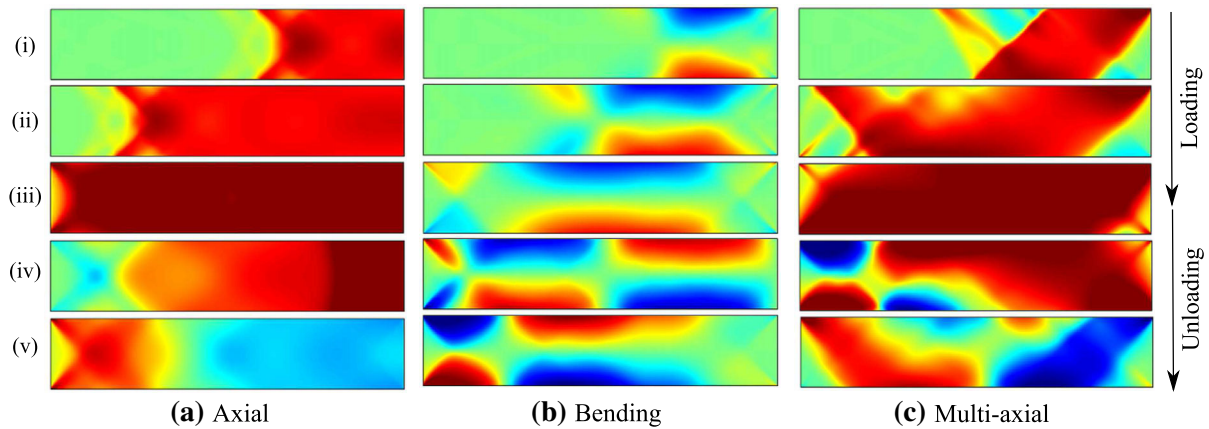 (i)
(ii)
(iii)
(iv)
(v)
Loading
Unloading
(a) Axial
(b) Bending
(c) Multi-axial